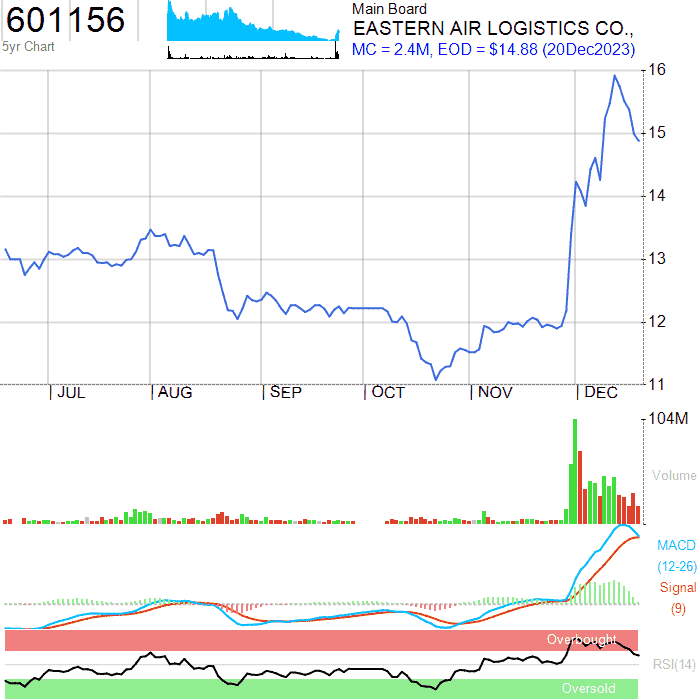 601156
5yr Chart
Main Board
EASTERN AIR LOGISTICS CO.,
MC = 2.4M, EOD = $14.88 (20Dec2023)
16
15
14
13
12
11
JUL
AUG
SEP
OCT
NOV
DEC
104M
Volume
MACD
(12-26)
Signal
(9)
Overbought
RSI(14)
Oversold